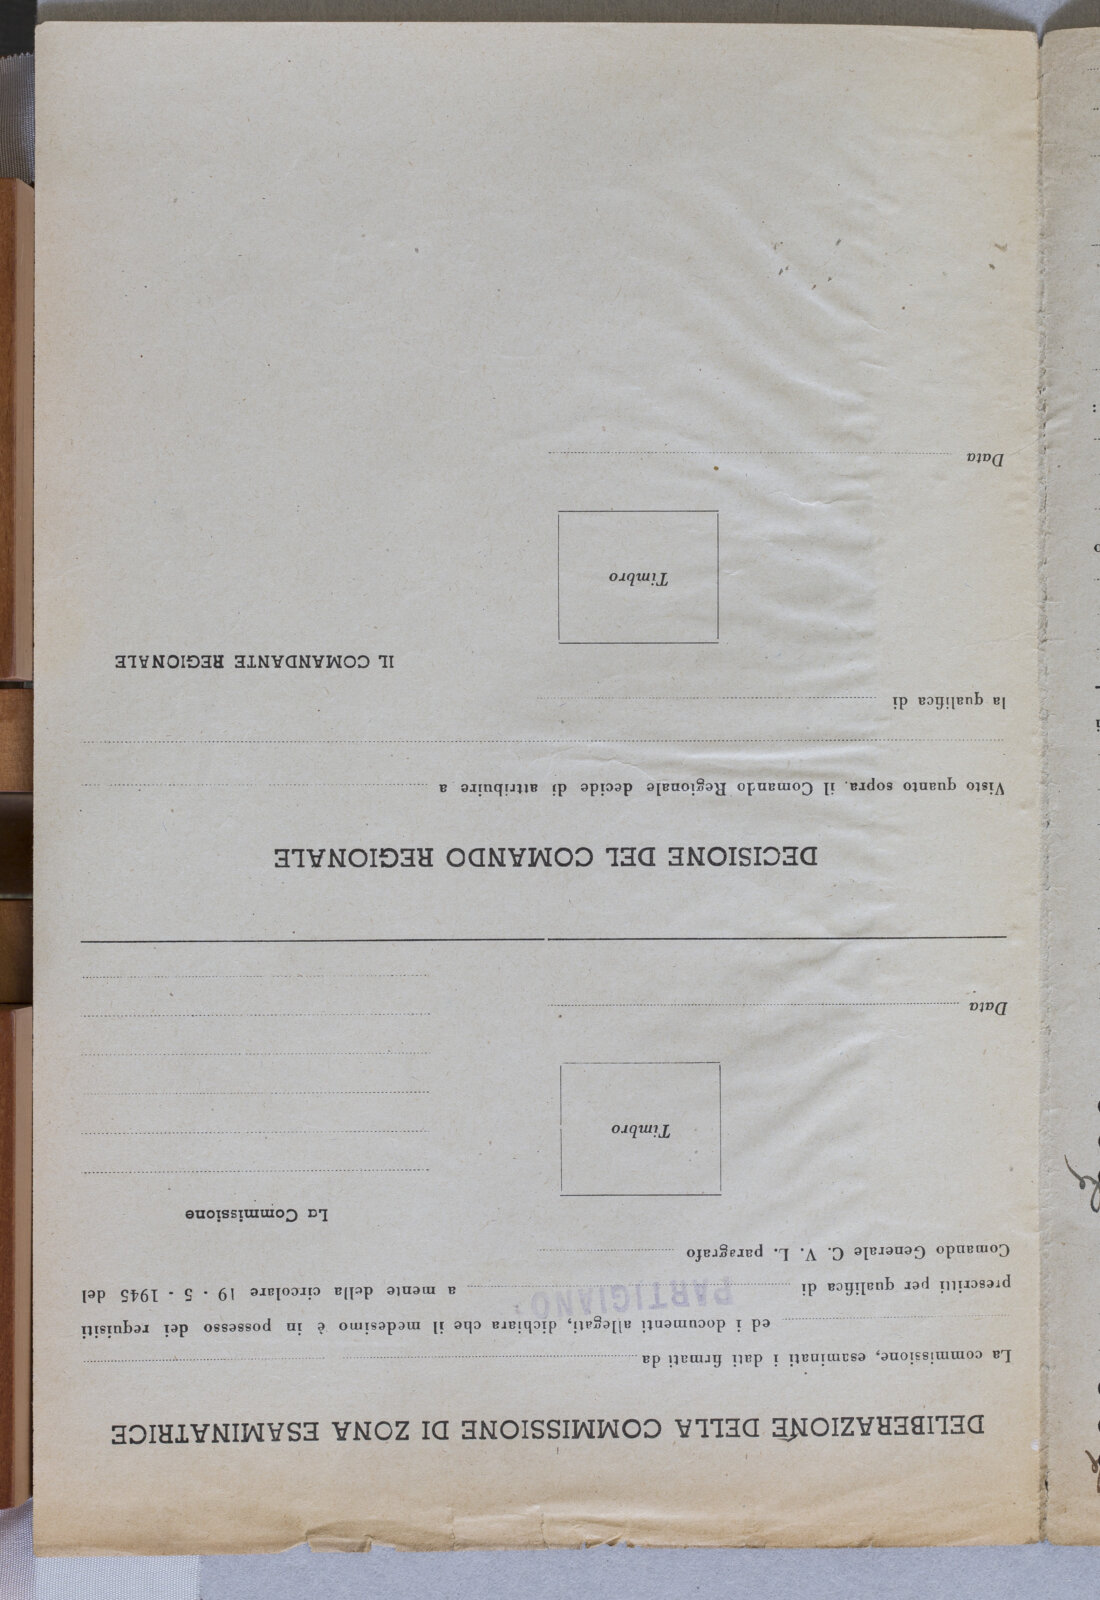 DELIBERAZIONE DELLA COMMISSIONE DI ZONA ESAMINATRICE
La commissione, esaminati i dati firmati da
ed i documenti allegati, dichiara che il medesimo è in possesso dei requisiti
prescritti per qualifica di PARTIGIANO a mente della circolare 19 - 5 - 1945 del
Comando Generale C. V. L. paragrafo
La Commissione
Timbro
Data
DECISIONE DEL COMANDO REGIONALE
Visto quanto sopra. il Comando Regionale decide di attribuire a
la qualifica di
IL COMANDANTE REGIONALE
Timbro
Data